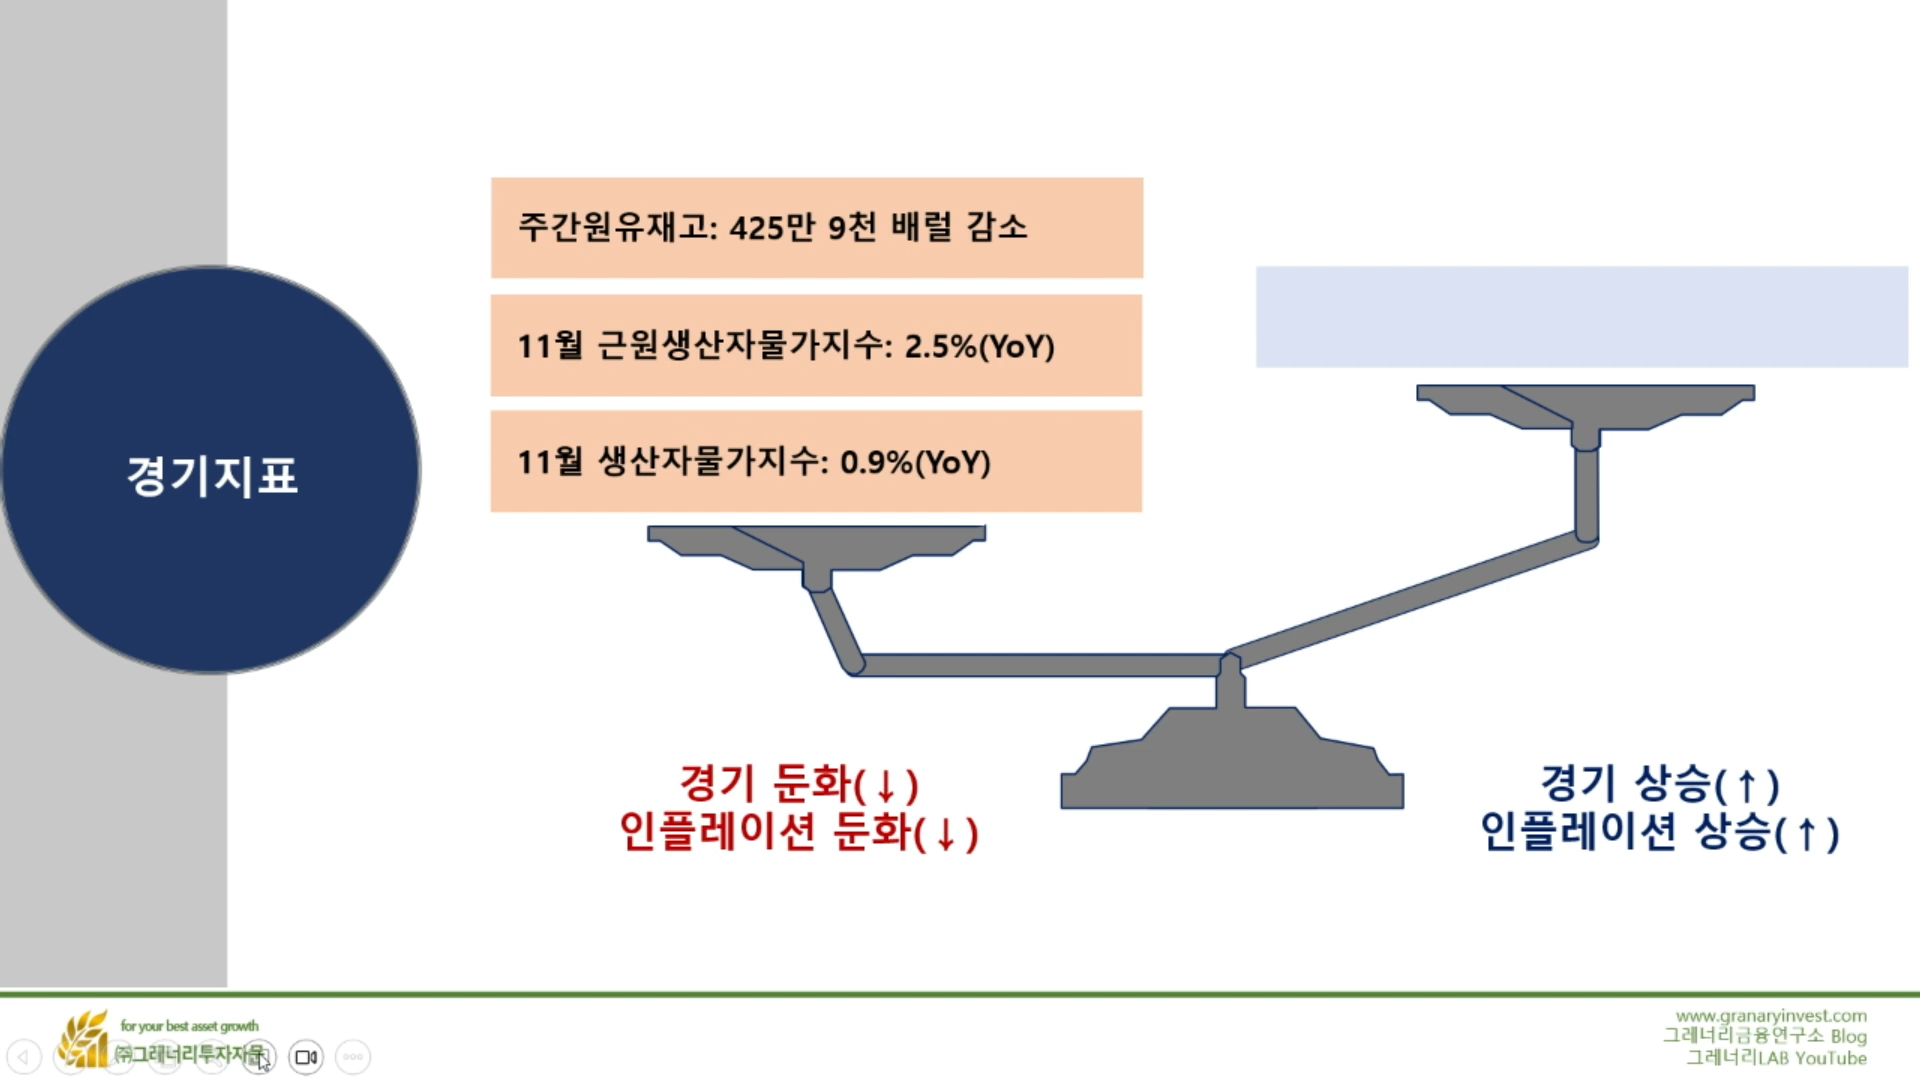 주간원유재고: 425만 9천 배럴 감소
11월 근원생산자물가지수: 2.5%(YoY)
11월 생산자물가지수: 0.9%(YoY)
경기지표
경기 둔화(↓)
인플레이션 둔화(↓)
경기 상승(↑)
인플레이션 상승(↑)
for your best asset growth
㈜그래너리투자자문
www.granaryinvest.com
그레너리금융연구소 Blog
그레너리LAB YouTube